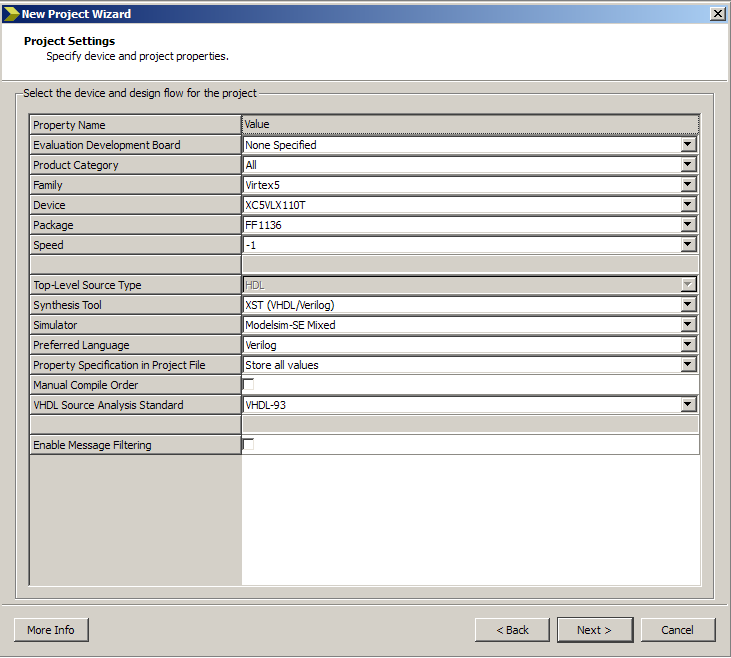 New Project Wizard
Project Settings
Specify device and project properties.
Select the device and design flow for the project
Property Name Value
Evaluation Development Board None Specified
Product Category All
Family Virtex5
Device XC5VLX110T
Package FF1136
Speed -1
Top-Level Source Type HDL
Synthesis Tool XST (VHDL/Verilog)
Simulator Modelsim-SE Mixed
Preferred Language Verilog
Property Specification in Project File Store all values
Manual Compile Order
VHDL Source Analysis Standard VHDL-93
Enable Message Filtering
More Info < Back Next > Cancel